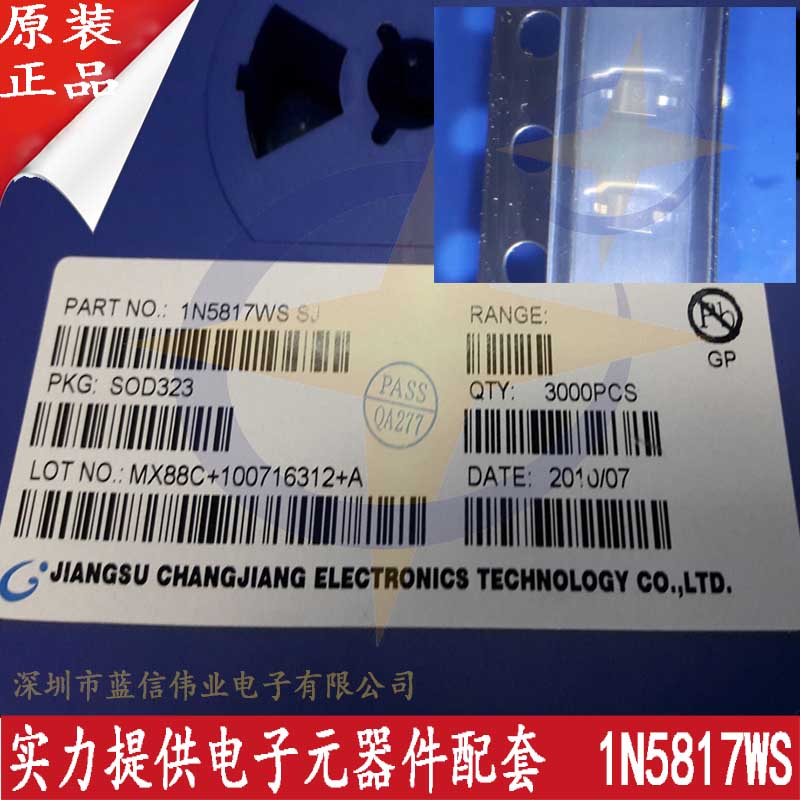 原装
正品
PART NO.: 1N5817WS SJ
RANGE:
Pb
GP
PKG: SOD323
QTY: 3000PCS
PASS
QA277
LOT NO.: MX88C+100716312+A
DATE: 2010/07
JIANGSU CHANGJIANG ELECTRONICS TECHNOLOGY CO.,LTD.
深圳市蓝信伟业电子有限公司
实力提供电子元器件配套 1N5817WS